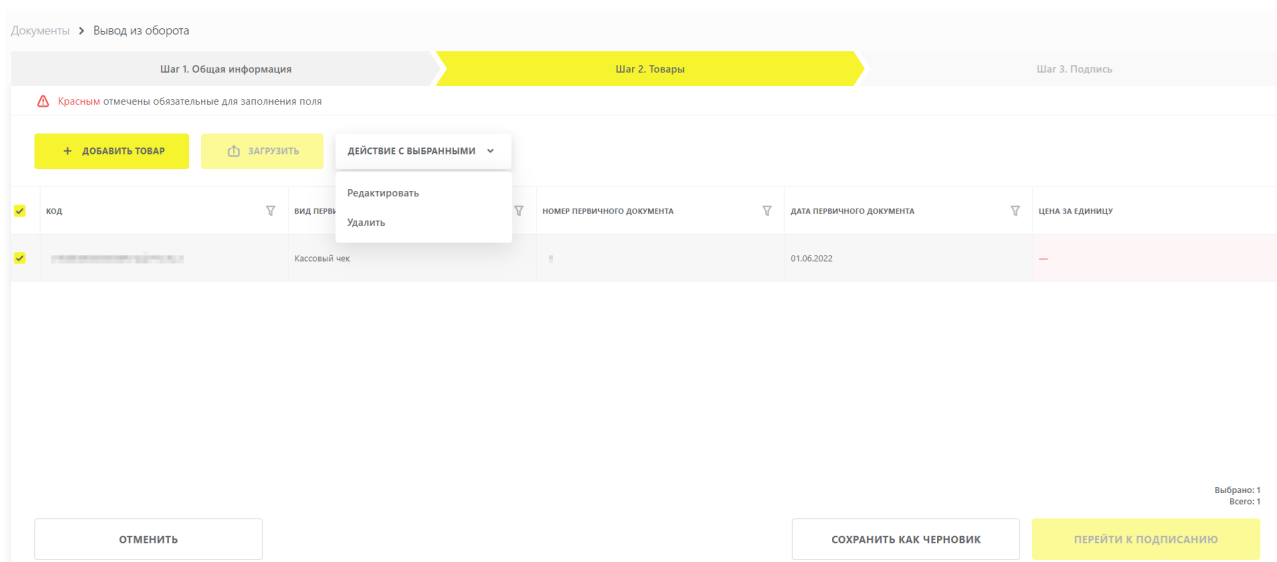 Документы > Вывод из оборота
Шаг 1. Общая информация
Шаг 2. Товары
Шаг 3. Подпись
Красным отмечены обязательные для заполнения поля
+ ДОБАВИТЬ ТОВАР
ЗАГРУЗИТЬ
ДЕЙСТВИЕ С ВЫБРАННЫМИ
Редактировать
Удалить
КОД
ВИД
НОМЕР ПЕРВИЧНОГО ДОКУМЕНТА
ДАТА ПЕРВИЧНОГО ДОКУМЕНТА
ЦЕНА ЗА ЕДИНИЦУ
Кассовый чек
01.06.2022
—
Выбрано: 1
Всего: 1
ОТМЕНИТЬ
СОХРАНИТЬ КАК ЧЕРНОВИК
ПЕРЕЙТИ К ПОДПИСАНИЮ